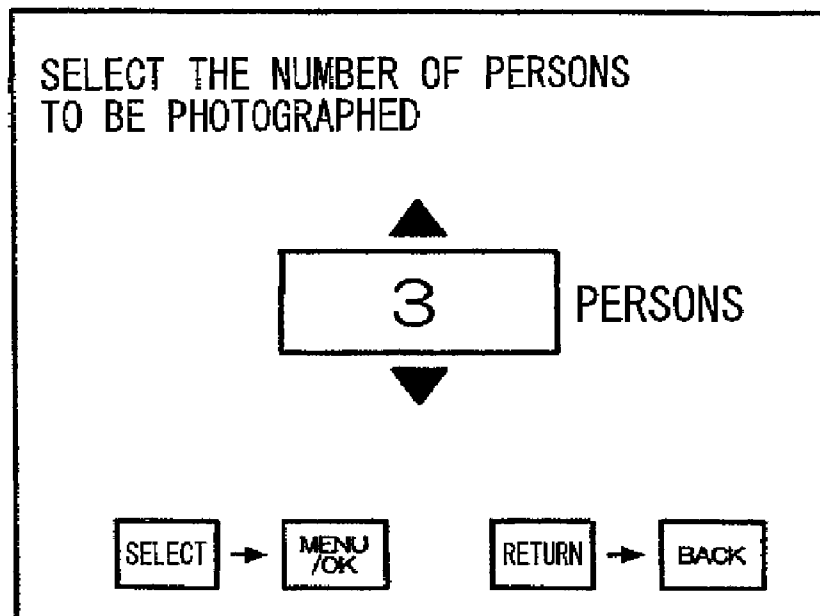 SELECT THE NUMBER OF PERSONS
TO BE PHOTOGRAPHED
3 PERSONS
SELECT MENU RETURN BACK
/OK